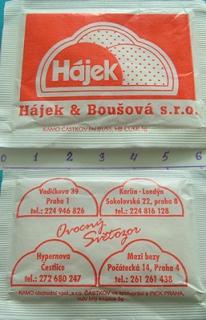 Hájek
Hájek & Boušová s.r.o.
0 1 2 3 4 5 6
Vodičkova 39
Praha 1
tel.: 224 946 826
Karlín - Londýn
Sokolovská 22, praha 8
tel.: 224 816 128
Ovocný
Světozor
Hypernova
Čestlice
tel.: 272 680 247
Mezi bezy
Počátecká 14, Praha 4
tel.: 261 261 438